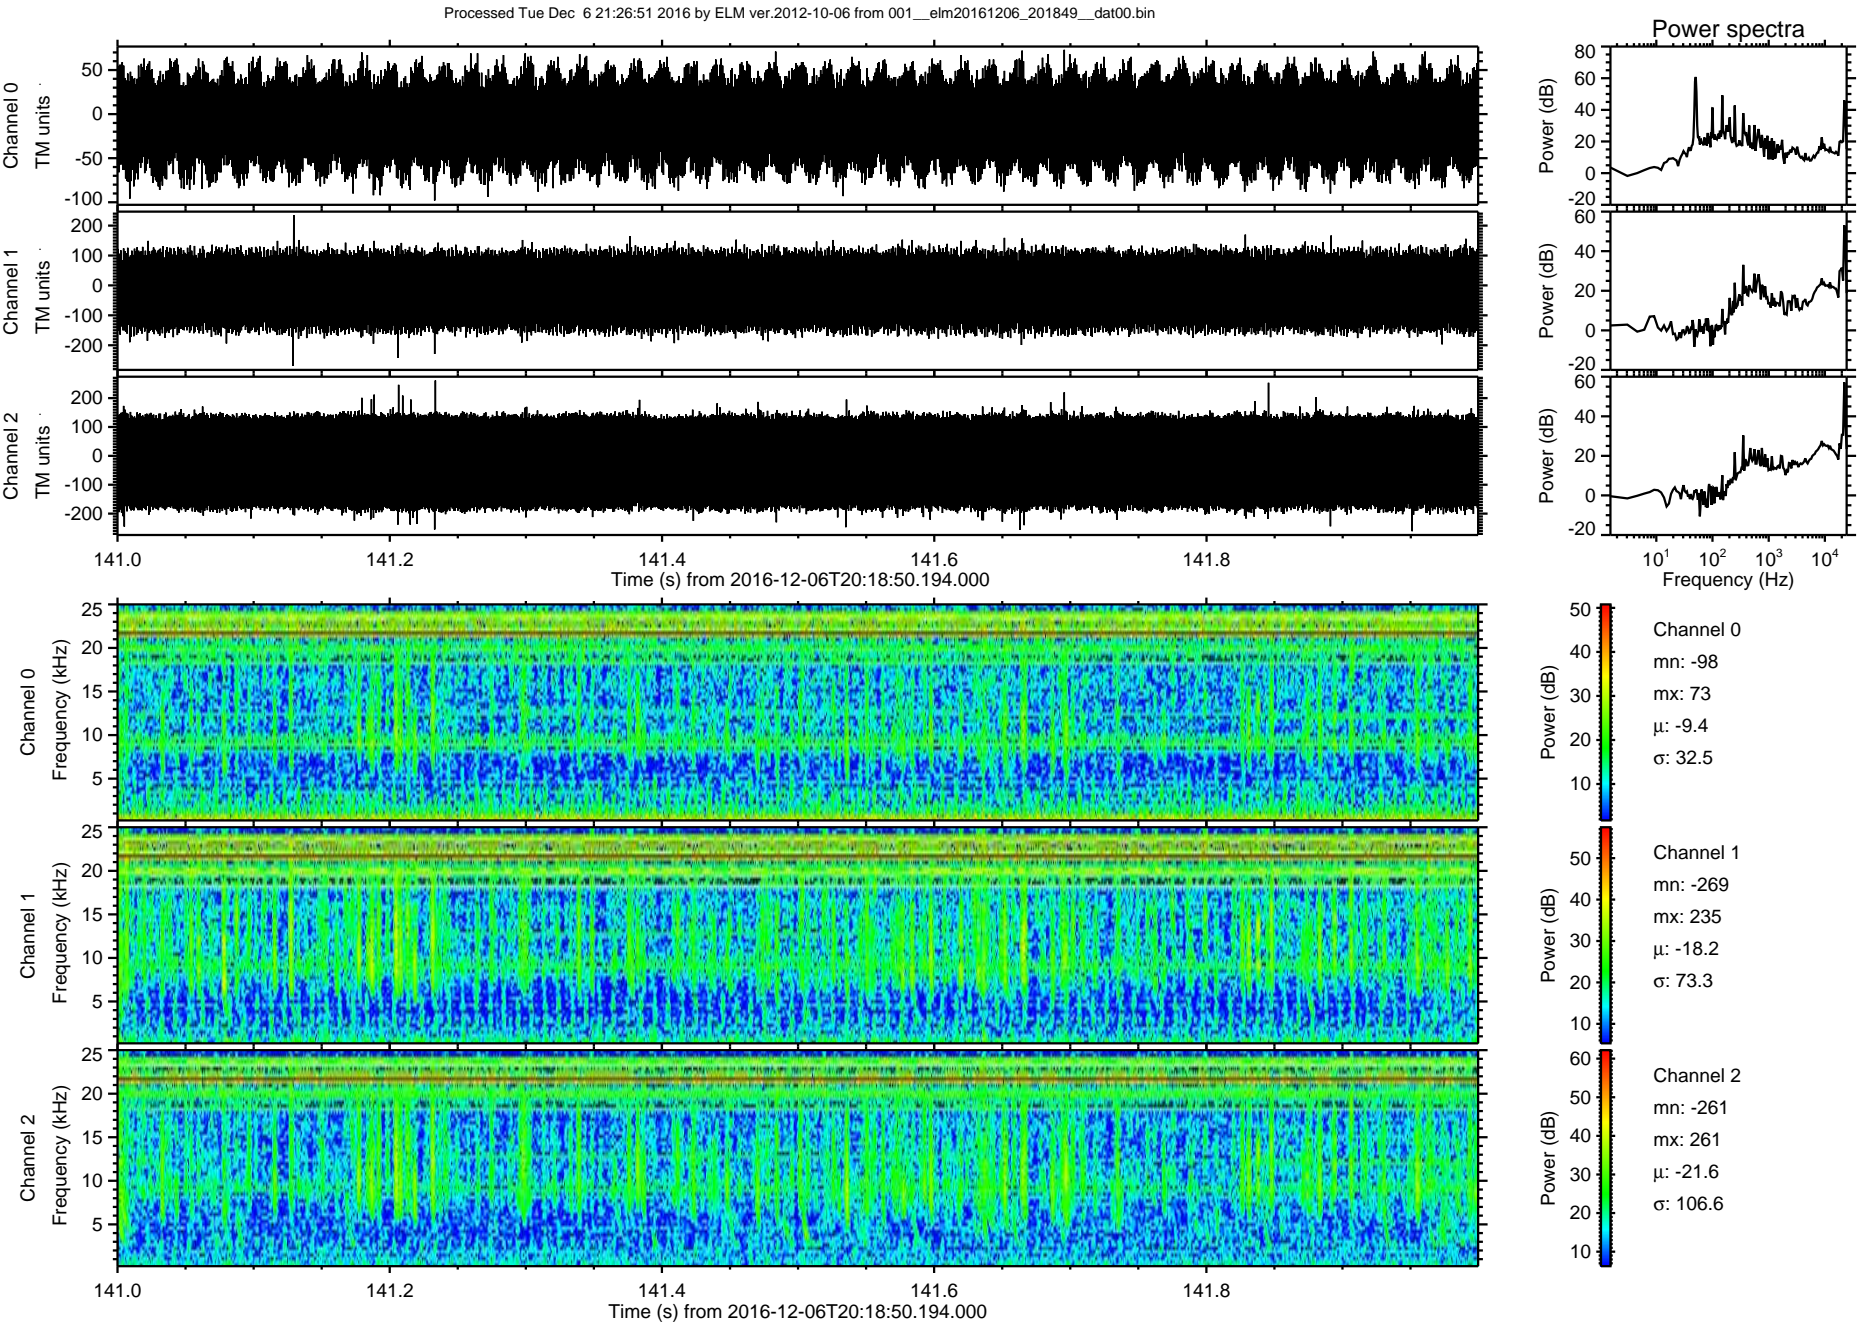 Processed Tue Dec  6 21:26:51 2016 by ELM ver.2012-10-06 from 001__elm20161206_201849__dat00.bin
Power spectra
Channel 0
TM units
50
0
-50
-100
Power (dB)
80
60
40
20
0
-20
Channel 1
TM units
200
100
0
-100
-200
Power (dB)
60
40
20
0
-20
Channel 2
TM units
200
100
0
-100
-200
Power (dB)
60
40
20
0
-20
141.0 141.2 141.4 141.6 141.8
Time (s) from 2016-12-06T20:18:50.194.000
10^1 10^2 10^3 10^4
Frequency (Hz)
Channel 0
Frequency (kHz)
25
20
15
10
5
Power (dB)
50
40
30
20
10
Channel 0
mn: -98
mx: 73
μ: -9.4
σ: 32.5
Channel 1
Frequency (kHz)
25
20
15
10
5
Power (dB)
50
40
30
20
10
Channel 1
mn: -269
mx: 235
μ: -18.2
σ: 73.3
Channel 2
Frequency (kHz)
25
20
15
10
5
Power (dB)
60
50
40
30
20
10
Channel 2
mn: -261
mx: 261
μ: -21.6
σ: 106.6
141.0 141.2 141.4 141.6 141.8
Time (s) from 2016-12-06T20:18:50.194.000